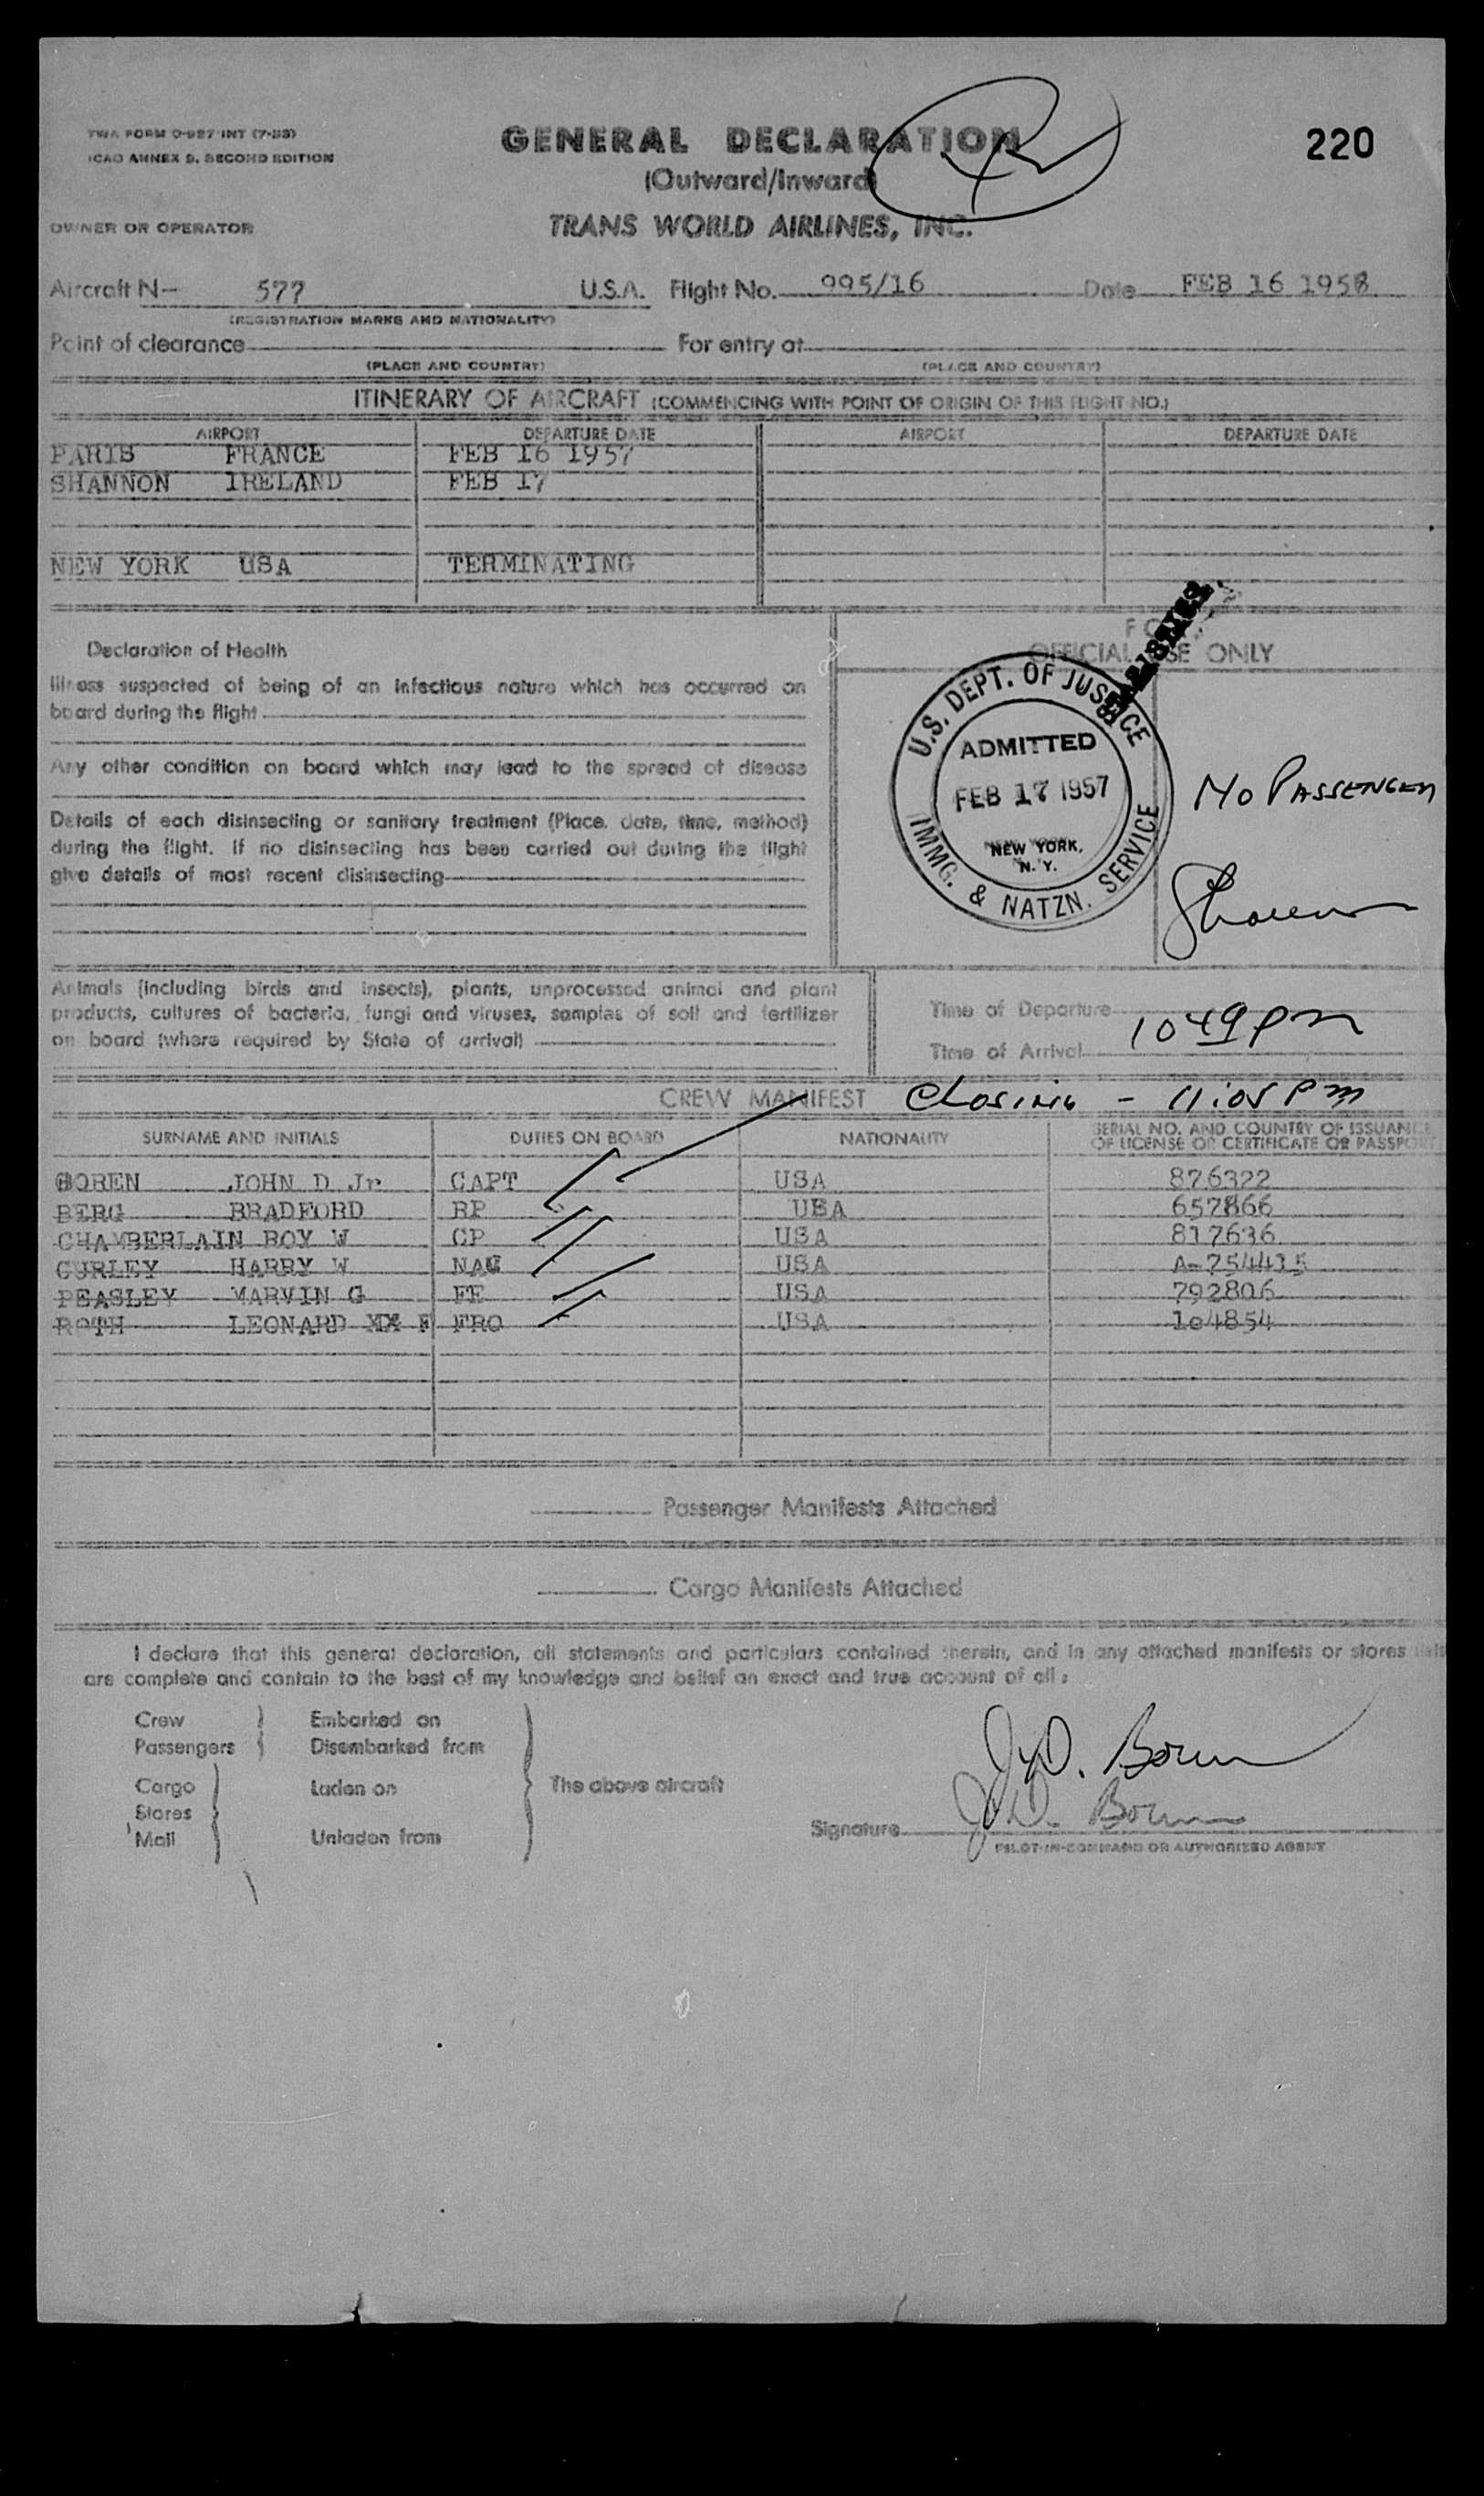 TWA FORM O-987 INT (7-53)
ICAO ANNEX 9, SECOND EDITION
GENERAL DECLARATION
220
(Outward/Inward)
OWNER OR OPERATOR
TRANS WORLD AIRLINES, INC.
Aircraft N— 577 U.S.A. Flight No. 995/16 Date FEB 16 1958
(REGISTRATION MARKS AND NATIONALITY)
Point of clearance For entry at
(PLACE AND COUNTRY) (PLACE AND COUNTRY)
ITINERARY OF AIRCRAFT (COMMENCING WITH POINT OF ORIGIN OF THIS FLIGHT NO.)
AIRPORT DEPARTURE DATE AIRPORT DEPARTURE DATE
PARIS FRANCE FEB 16 1957
SHANNON IRELAND FEB 17
NEW YORK USA TERMINATING
Declaration of Health
Illness suspected of being of an infectious nature which has occurred on
board during the flight
Any other condition on board which may lead to the spread of disease
Details of each disinsecting or sanitary treatment (Place, date, time, method)
during the flight. If no disinsecting has been carried out during the flight
give details of most recent disinsecting
OFFICIAL USE ONLY
U.S. DEPT. OF JUSTICE
ADMITTED
FEB 17 1957
NEW YORK,
N. Y.
IMMG. & NATZN. SERVICE
No PASSENGER
Animals (including birds and insects), plants, unprocessed animal and plant
products, cultures of bacteria, fungi and viruses, samples of soil and fertilizer
on board (where required by State of arrival)
Time of Departure
Time of Arrival 1049 pm
CREW MANIFEST CLOSING - 11:05 PM
SURNAME AND INITIALS DUTIES ON BOARD NATIONALITY SERIAL NO. AND COUNTRY OF ISSUANCE
OF LICENSE OR CERTIFICATE OR PASSPORT
BOREN JOHN D Jr CAPT USA 876322
BERG BRADFORD RP USA 657866
CHAMBERLAIN ROY W CP USA 817636
CURLEY HARRY W NAG USA A-754415
PEASLEY MARVIN G FE USA 792806
ROTH LEONARD XX F FRO USA 1o4854
Passenger Manifests Attached
Cargo Manifests Attached
I declare that this general declaration, all statements and particulars contained therein, and in any attached manifests or stores
are complete and contain to the best of my knowledge and belief an exact and true account of all :
Crew Embarked on
Passengers Disembarked from
Cargo Laden on The above aircraft
Stores
Mail Unladen from
J.D. Boren
Signature J.D. Boren
PILOT-IN-COMMAND OR AUTHORIZED AGENT